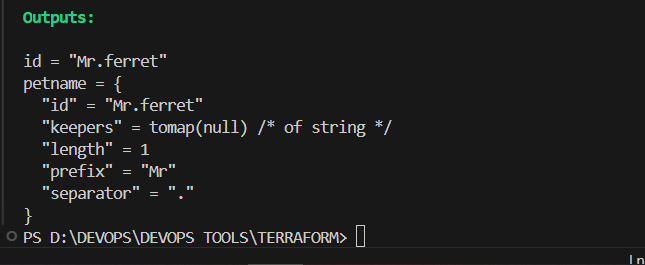 Outputs:
id = "Mr.ferret"
petname = {
  "id" = "Mr.ferret"
  "keepers" = tomap(null) /* of string */
  "length" = 1
  "prefix" = "Mr"
  "separator" = "."
}
PS D:\DEVOPS\DEVOPS TOOLS\TERRAFORM>